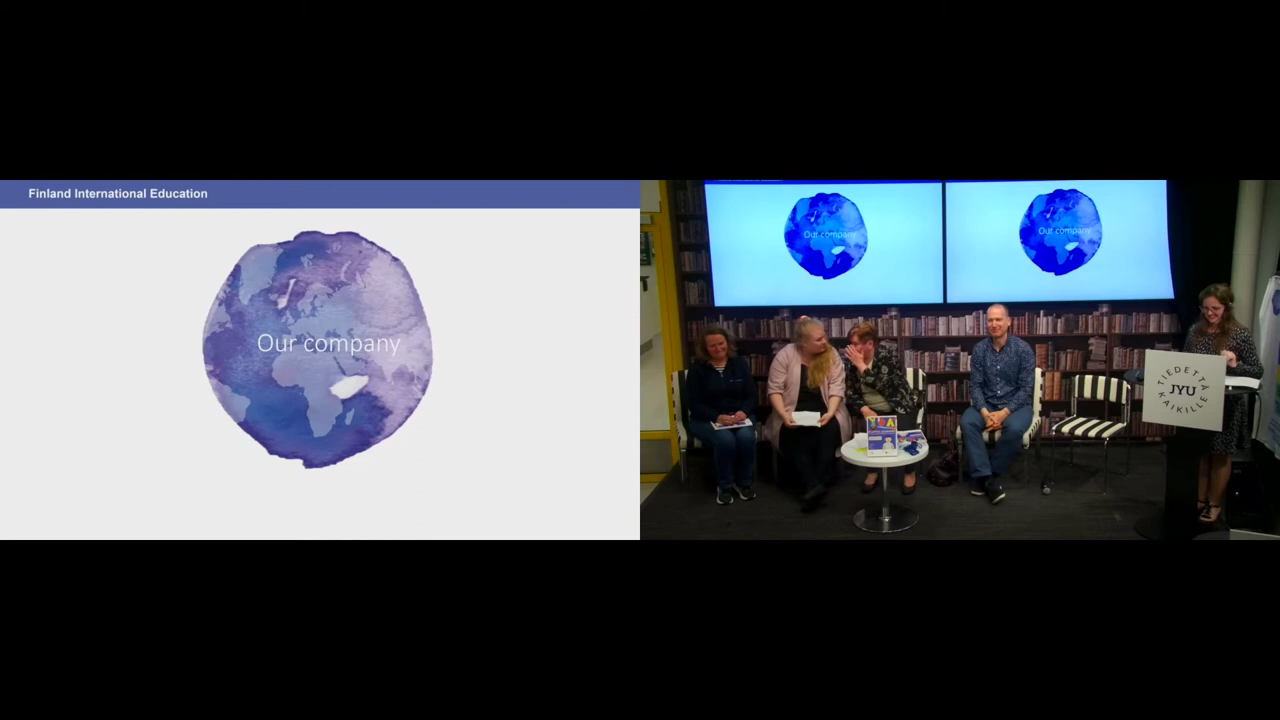 Finland International Education
Our company
Our company
Our company
TIEDETTÄ
JYU
KAIKILLE